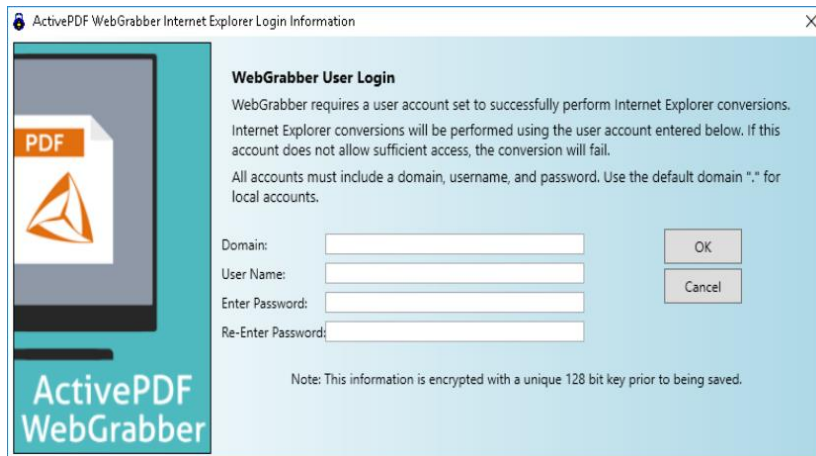 ActivePDF WebGrabber Internet Explorer Login Information
PDF
ActivePDF
WebGrabber
WebGrabber User Login
WebGrabber requires a user account set to successfully perform Internet Explorer conversions.
Internet Explorer conversions will be performed using the user account entered below. If this
account does not allow sufficient access, the conversion will fail.
All accounts must include a domain, username, and password. Use the default domain "." for
local accounts.
Domain:
User Name:
Enter Password:
Re-Enter Password:
OK
Cancel
Note: This information is encrypted with a unique 128 bit key prior to being saved.